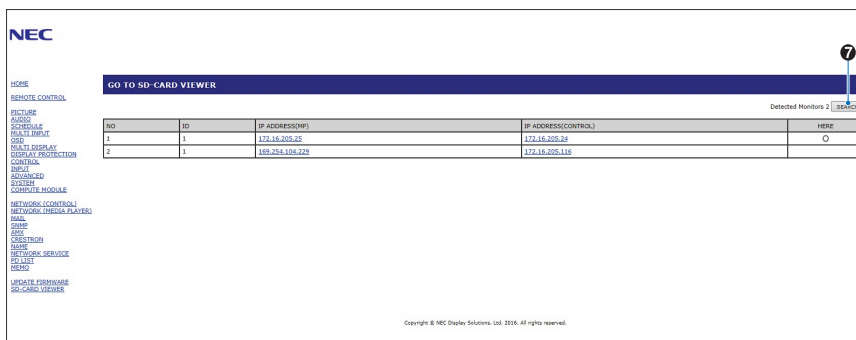 NEC
7
HOME
REMOTE CONTROL
PICTURE
AUDIO
SCHEDULE
MULTI INPUT
OSD
MULTI DISPLAY
DISPLAY PROTECTION
CONTROL
INPUT
ADVANCED
SYSTEM
COMPUTE MODULE
NETWORK (CONTROL)
NETWORK (MEDIA PLAYER)
MAIL
SNMP
AMX
CRESTRON
NAME
NETWORK SERVICE
PD LIST
MEMO
UPDATE FIRMWARE
SD-CARD VIEWER
GO TO SD-CARD VIEWER
Detected Monitors 2 SEARCH
NO ID IP ADDRESS(MP) IP ADDRESS(CONTROL) HERE
1 1 172.16.205.25 172.16.205.24 O
2 1 169.254.104.229 172.16.205.116
Copyright © NEC Display Solutions, Ltd. 2016. All rights reserved.